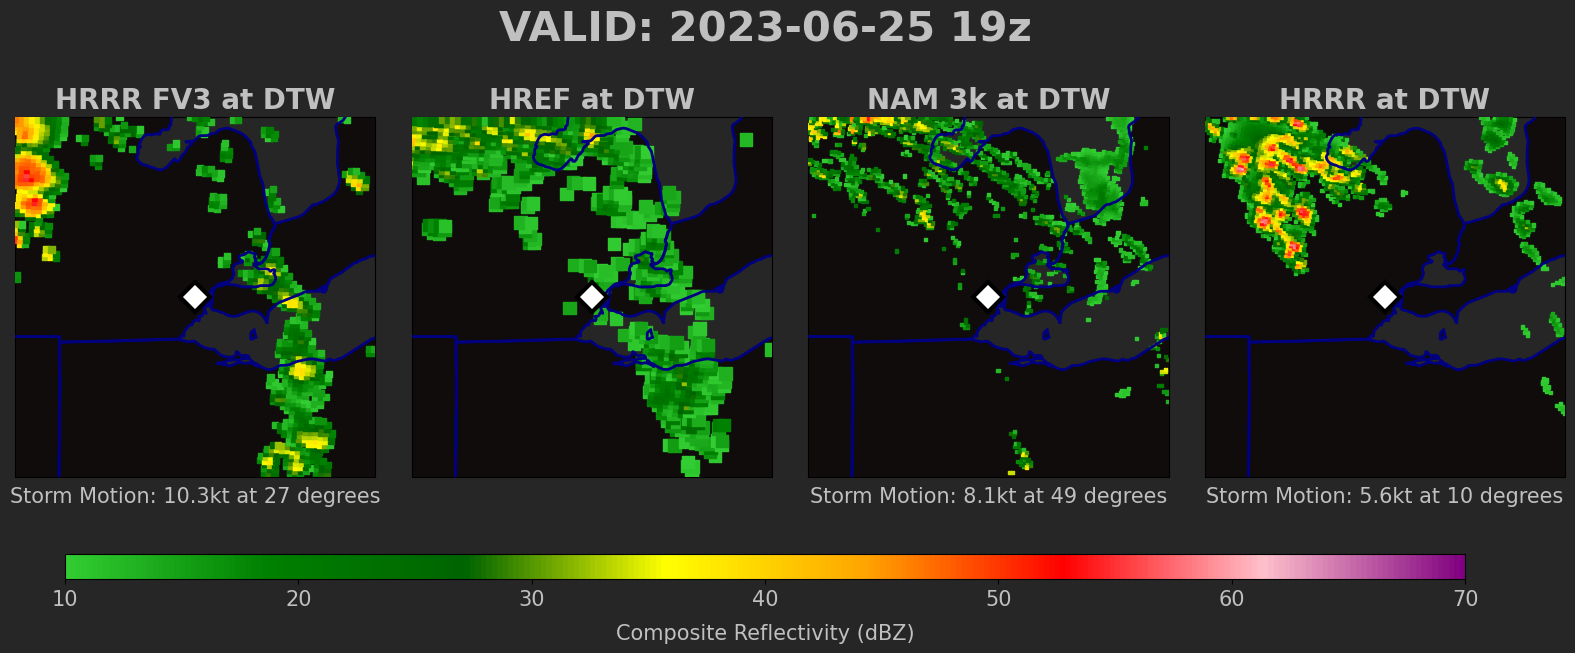 VALID: 2023-06-25 19z
HRRR FV3 at DTW
HREF at DTW
NAM 3k at DTW
HRRR at DTW
Storm Motion: 10.3kt at 27 degrees
Storm Motion: 8.1kt at 49 degrees
Storm Motion: 5.6kt at 10 degrees
10 20 30 40 50 60 70
Composite Reflectivity (dBZ)